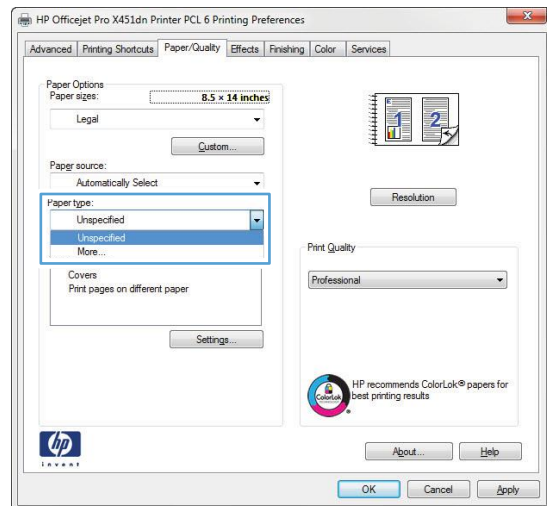 HP Officejet Pro X451dn Printer PCL 6 Printing Preferences
Advanced Printing Shortcuts Paper/Quality Effects Finishing Color Services
Paper Options
Paper sizes: 8.5 × 14 inches
Legal
Custom...
Paper source:
Automatically Select
Paper type:
Unspecified
Unspecified
More...
Covers
Print pages on different paper
Settings...
1 2
Resolution
Print Quality
Professional
ColorLok
HP recommends ColorLok® papers for
best printing results
hp
invent
About... Help
OK Cancel Apply